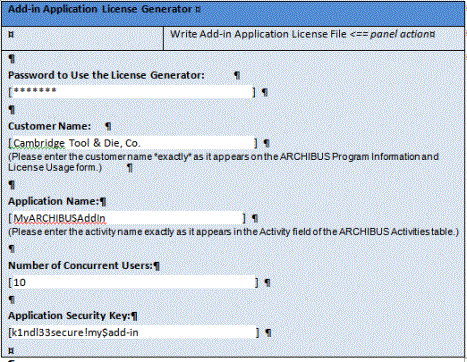 Add-in Application License Generator ¤
¤ Write Add-in Application License File <== panel action¤
¶
Password to Use the License Generator: ¶
[******* ] ¶
¶
Customer Name: ¶
[Cambridge Tool & Die, Co. ] ¶
(Please enter the customer name *exactly* as it appears on the ARCHIBUS Program Information and
License Usage form.) ¶
¶
Application Name:¶
[MyARCHIBUSAddIn ] ¶
(Please enter the activity name exactly as it appears in the Activity field of the ARCHIBUS Activities table.) ¶
¶
Number of Concurrent Users:¶
[10 ] ¶
¶
Application Security Key:¶
[k1ndl33secure!my$add-in ] ¶
¤
¶